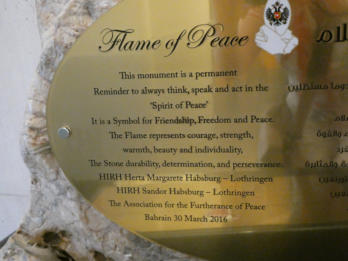 Flame of Peace
This monument is a permanent
Reminder to always think, speak and act in the
'Spirit of Peace'
It is a Symbol for Friendship, Freedom and Peace.
The Flame represents courage, strength,
warmth, beauty and individuality,
The Stone durability, determination, and perseverance.
HIRH Herta Margarete Habsburg – Lothringen
HIRH Sandor Habsburg – Lothringen
The Association for the Furtherance of Peace
Bahrain 30 March 2016